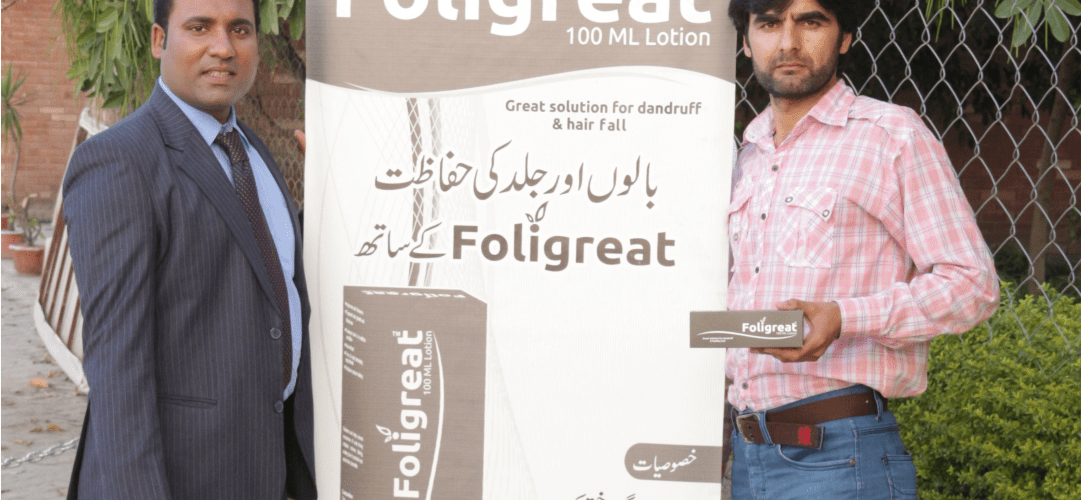 Foligreat
100 ML Lotion
Great solution for dandruff
& hair fall
بالوں اور جلد کی حفاظت
Foligreat کے ساتھ
Foligreat™
100 ML Lotion
Foligreat
خصوصیات